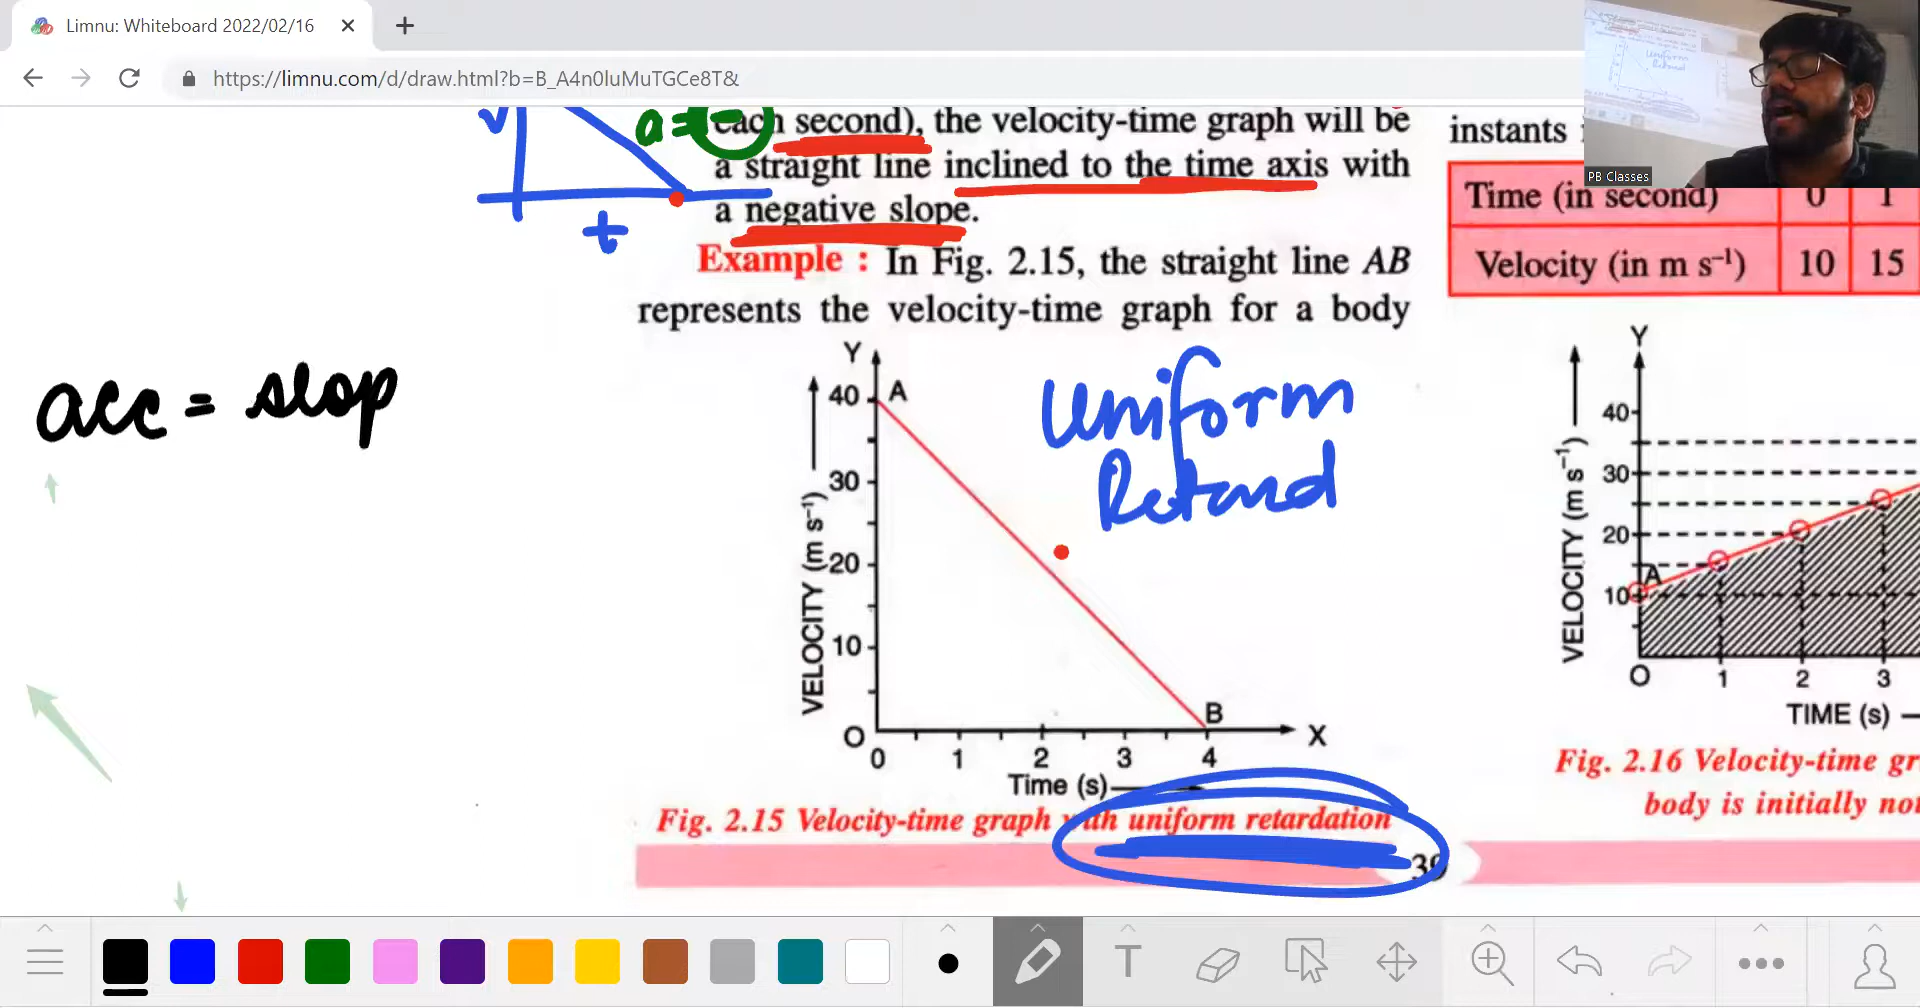 Limnu: Whiteboard 2022/02/16
https://limnu.com/d/draw.html?b=B_A4n0luMuTGCe8T&
PB Classes
v
t
a = (-)
each second), the velocity-time graph will be
a straight line inclined to the time axis with
a negative slope.
Example : In Fig. 2.15, the straight line AB
represents the velocity-time graph for a body
acc = slop
Uniform
Retard
Y
A
40
30
20
10
O
VELOCITY (m s⁻¹)
B
X
0 1 2 3 4
Time (s)
Fig. 2.15 Velocity-time graph with uniform retardation
39
instants
Time (in second) 0 1
Velocity (in m s⁻¹) 10 15
Y
40
30
20
10
A
VELOCITY (m s⁻¹)
O 1 2 3
TIME (s)
Fig. 2.16 Velocity-time gr
body is initially not
T